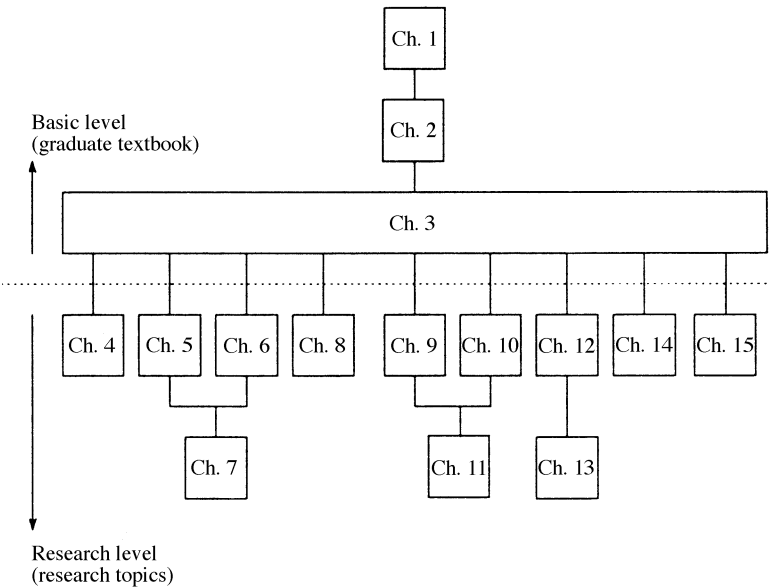 Ch. 1
Basic level
(graduate textbook)
Ch. 2
Ch. 3
Ch. 4
Ch. 5
Ch. 6
Ch. 8
Ch. 9
Ch. 10
Ch. 12
Ch. 14
Ch. 15
Ch. 7
Ch. 11
Ch. 13
Research level
(research topics)